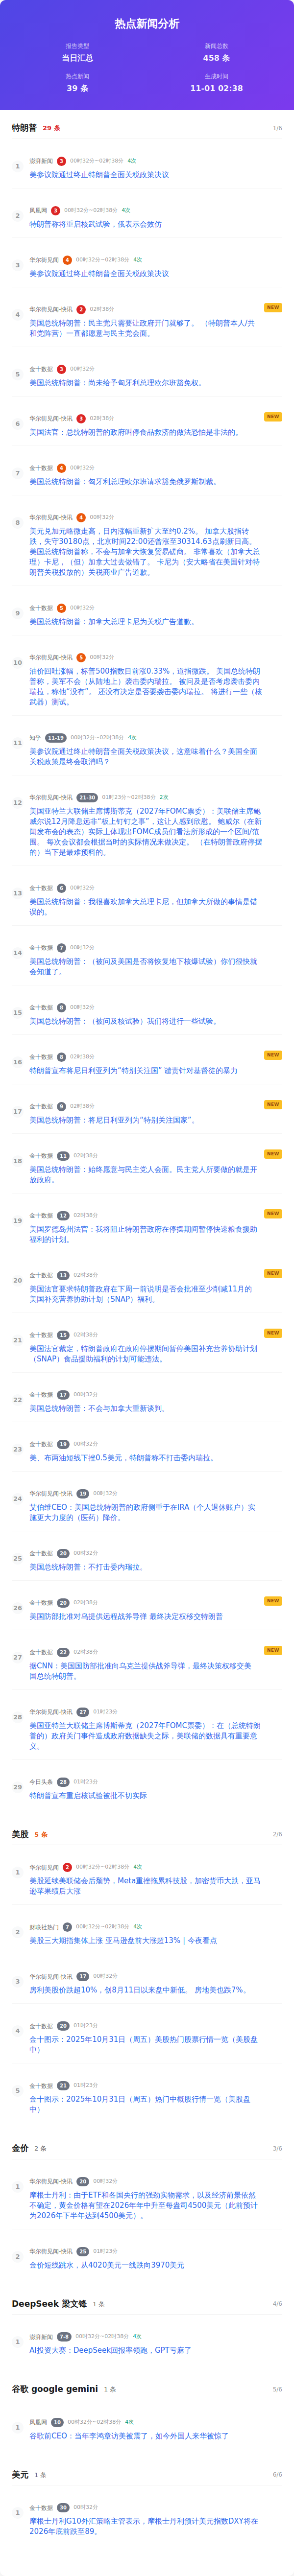 热点新闻分析
报告类型
新闻总数
当日汇总
458 条
热点新闻
生成时间
39 条
11-01 02:38
特朗普 29 条
1/6
1
澎湃新闻 3 00时32分~02时38分 4次
美参议院通过终止特朗普全面关税政策决议
2
凤凰网 3 00时32分~02时38分 4次
特朗普称将重启核武试验，俄表示会效仿
3
华尔街见闻 4 00时32分~02时38分 4次
美参议院通过终止特朗普全面关税政策决议
4
华尔街见闻-快讯 2 02时38分
NEW
美国总统特朗普：民主党只需要让政府开门就够了。（特朗普本人/共
和党阵营）一直都愿意与民主党会面。
5
金十数据 3 00时32分
美国总统特朗普：尚未给予匈牙利总理欧尔班豁免权。
6
华尔街见闻-快讯 3 02时38分
NEW
美国法官：总统特朗普的政府叫停食品救济的做法恐怕是非法的。
7
金十数据 4 00时32分
美国总统特朗普：匈牙利总理欧尔班请求豁免俄罗斯制裁。
8
华尔街见闻-快讯 4 00时32分
美元兑加元略微走高，日内涨幅重新扩大至约0.2%。 加拿大股指转
跌，失守30180点，北京时间22:00还曾涨至30314.63点刷新日高。
美国总统特朗普称，不会与加拿大恢复贸易磋商。 非常喜欢（加拿大总
理）卡尼，（但）加拿大过去做错了。 卡尼为（安大略省在美国针对特
朗普关税投放的）关税商业广告道歉。
9
金十数据 5 00时32分
美国总统特朗普：加拿大总理卡尼为关税广告道歉。
10
华尔街见闻-快讯 5 00时32分
油价回吐涨幅，标普500指数目前涨0.33%，道指微跌。 美国总统特朗
普称，美军不会（从陆地上）袭击委内瑞拉。 被问及是否考虑袭击委内
瑞拉，称他“没有”。 还没有决定是否要袭击委内瑞拉。 将进行一些（核
武器）测试。
11
知乎 11-19 00时32分~02时38分 4次
美参议院通过终止特朗普全面关税政策决议，这意味着什么？美国全面
关税政策最终会取消吗？
12
华尔街见闻-快讯 21-30 01时23分~02时38分 2次
美国亚特兰大联储主席博斯蒂克（2027年FOMC票委）：美联储主席鲍
威尔说12月降息远非“板上钉钉之事”，这让人感到欣慰。 鲍威尔（在新
闻发布会的表态）实际上体现出FOMC成员们看法所形成的一个区间/范
围。 每次会议都会根据当时的实际情况来做决定。 （在特朗普政府停摆
的）当下是最难预料的。
13
金十数据 6 00时32分
美国总统特朗普：我很喜欢加拿大总理卡尼，但加拿大所做的事情是错
误的。
14
金十数据 7 00时32分
美国总统特朗普：（被问及美国是否将恢复地下核爆试验）你们很快就
会知道了。
15
金十数据 8 00时32分
美国总统特朗普：（被问及核试验）我们将进行一些试验。
16
金十数据 8 02时38分
NEW
特朗普宣布将尼日利亚列为“特别关注国” 谴责针对基督徒的暴力
17
金十数据 9 02时38分
NEW
美国总统特朗普：将尼日利亚列为“特别关注国家”。
18
金十数据 11 02时38分
NEW
美国总统特朗普：始终愿意与民主党人会面。民主党人所要做的就是开
放政府。
19
金十数据 12 02时38分
NEW
美国罗德岛州法官：我将阻止特朗普政府在停摆期间暂停快速粮食援助
福利的计划。
20
金十数据 13 02时38分
NEW
美国法官要求特朗普政府在下周一前说明是否会批准至少削减11月的
美国补充营养协助计划（SNAP）福利。
21
金十数据 15 02时38分
NEW
美国法官裁定，特朗普政府在政府停摆期间暂停美国补充营养协助计划
（SNAP）食品援助福利的计划可能违法。
22
金十数据 17 00时32分
美国总统特朗普：不会与加拿大重新谈判。
23
金十数据 19 00时32分
美、布两油短线下挫0.5美元，特朗普称不打击委内瑞拉。
24
华尔街见闻-快讯 19 00时32分
艾伯维CEO：美国总统特朗普的政府侧重于在IRA（个人退休账户）实
施更大力度的（医药）降价。
25
金十数据 20 00时32分
美国总统特朗普：不打击委内瑞拉。
26
金十数据 20 02时38分
NEW
美国防部批准对乌提供远程战斧导弹 最终决定权移交特朗普
27
金十数据 22 02时38分
NEW
据CNN：美国国防部批准向乌克兰提供战斧导弹，最终决策权移交美
国总统特朗普。
28
华尔街见闻-快讯 27 01时23分
美国亚特兰大联储主席博斯蒂克（2027年FOMC票委）：在（总统特朗
普的）政府关门事件造成政府数据缺失之际，美联储的数据具有重要意
义。
29
今日头条 28 01时23分
特朗普宣布重启核试验被批不切实际
美股 5 条
2/6
1
华尔街见闻 2 00时32分~02时38分 4次
美股延续美联储会后颓势，Meta重挫拖累科技股，加密货币大跌，亚马
逊苹果绩后大涨
2
财联社热门 7 00时32分~02时38分 4次
美股三大期指集体上涨 亚马逊盘前大涨超13% | 今夜看点
3
华尔街见闻-快讯 17 00时32分
房利美股价跌超10%，创8月11日以来盘中新低。 房地美也跌7%。
4
金十数据 20 01时23分
金十图示：2025年10月31日（周五）美股热门股票行情一览（美股盘
中）
5
金十数据 21 01时23分
金十图示：2025年10月31日（周五）热门中概股行情一览（美股盘
中）
金价 2 条
3/6
1
华尔街见闻-快讯 20 00时32分
摩根士丹利：由于ETF和各国央行的强劲实物需求，以及经济前景依然
不确定，黄金价格有望在2026年年中升至每盎司4500美元（此前预计
为2026年下半年达到4500美元）。
2
华尔街见闻-快讯 25 01时23分
金价短线跳水，从4020美元一线跌向3970美元
DeepSeek 梁文锋 1 条
4/6
1
澎湃新闻 7-8 00时32分~02时38分 4次
AI投资大赛：DeepSeek回报率领跑，GPT亏麻了
谷歌 google gemini 1 条
5/6
1
凤凰网 10 00时32分~02时38分 4次
谷歌前CEO：当年李鸿章访美被震了，如今外国人来华被惊了
美元 1 条
6/6
1
金十数据 30 00时32分
摩根士丹利G10外汇策略主管表示，摩根士丹利预计美元指数DXY将在
2026年底前跌至89。